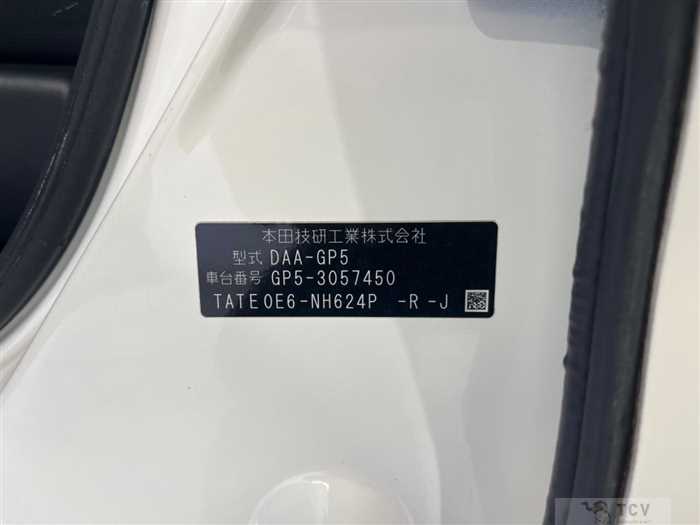 本田技研工業株式会社
型式 DAA-GP5
車台番号 GP5-3057450
TATE0E6-NH624P -R-J
TCV